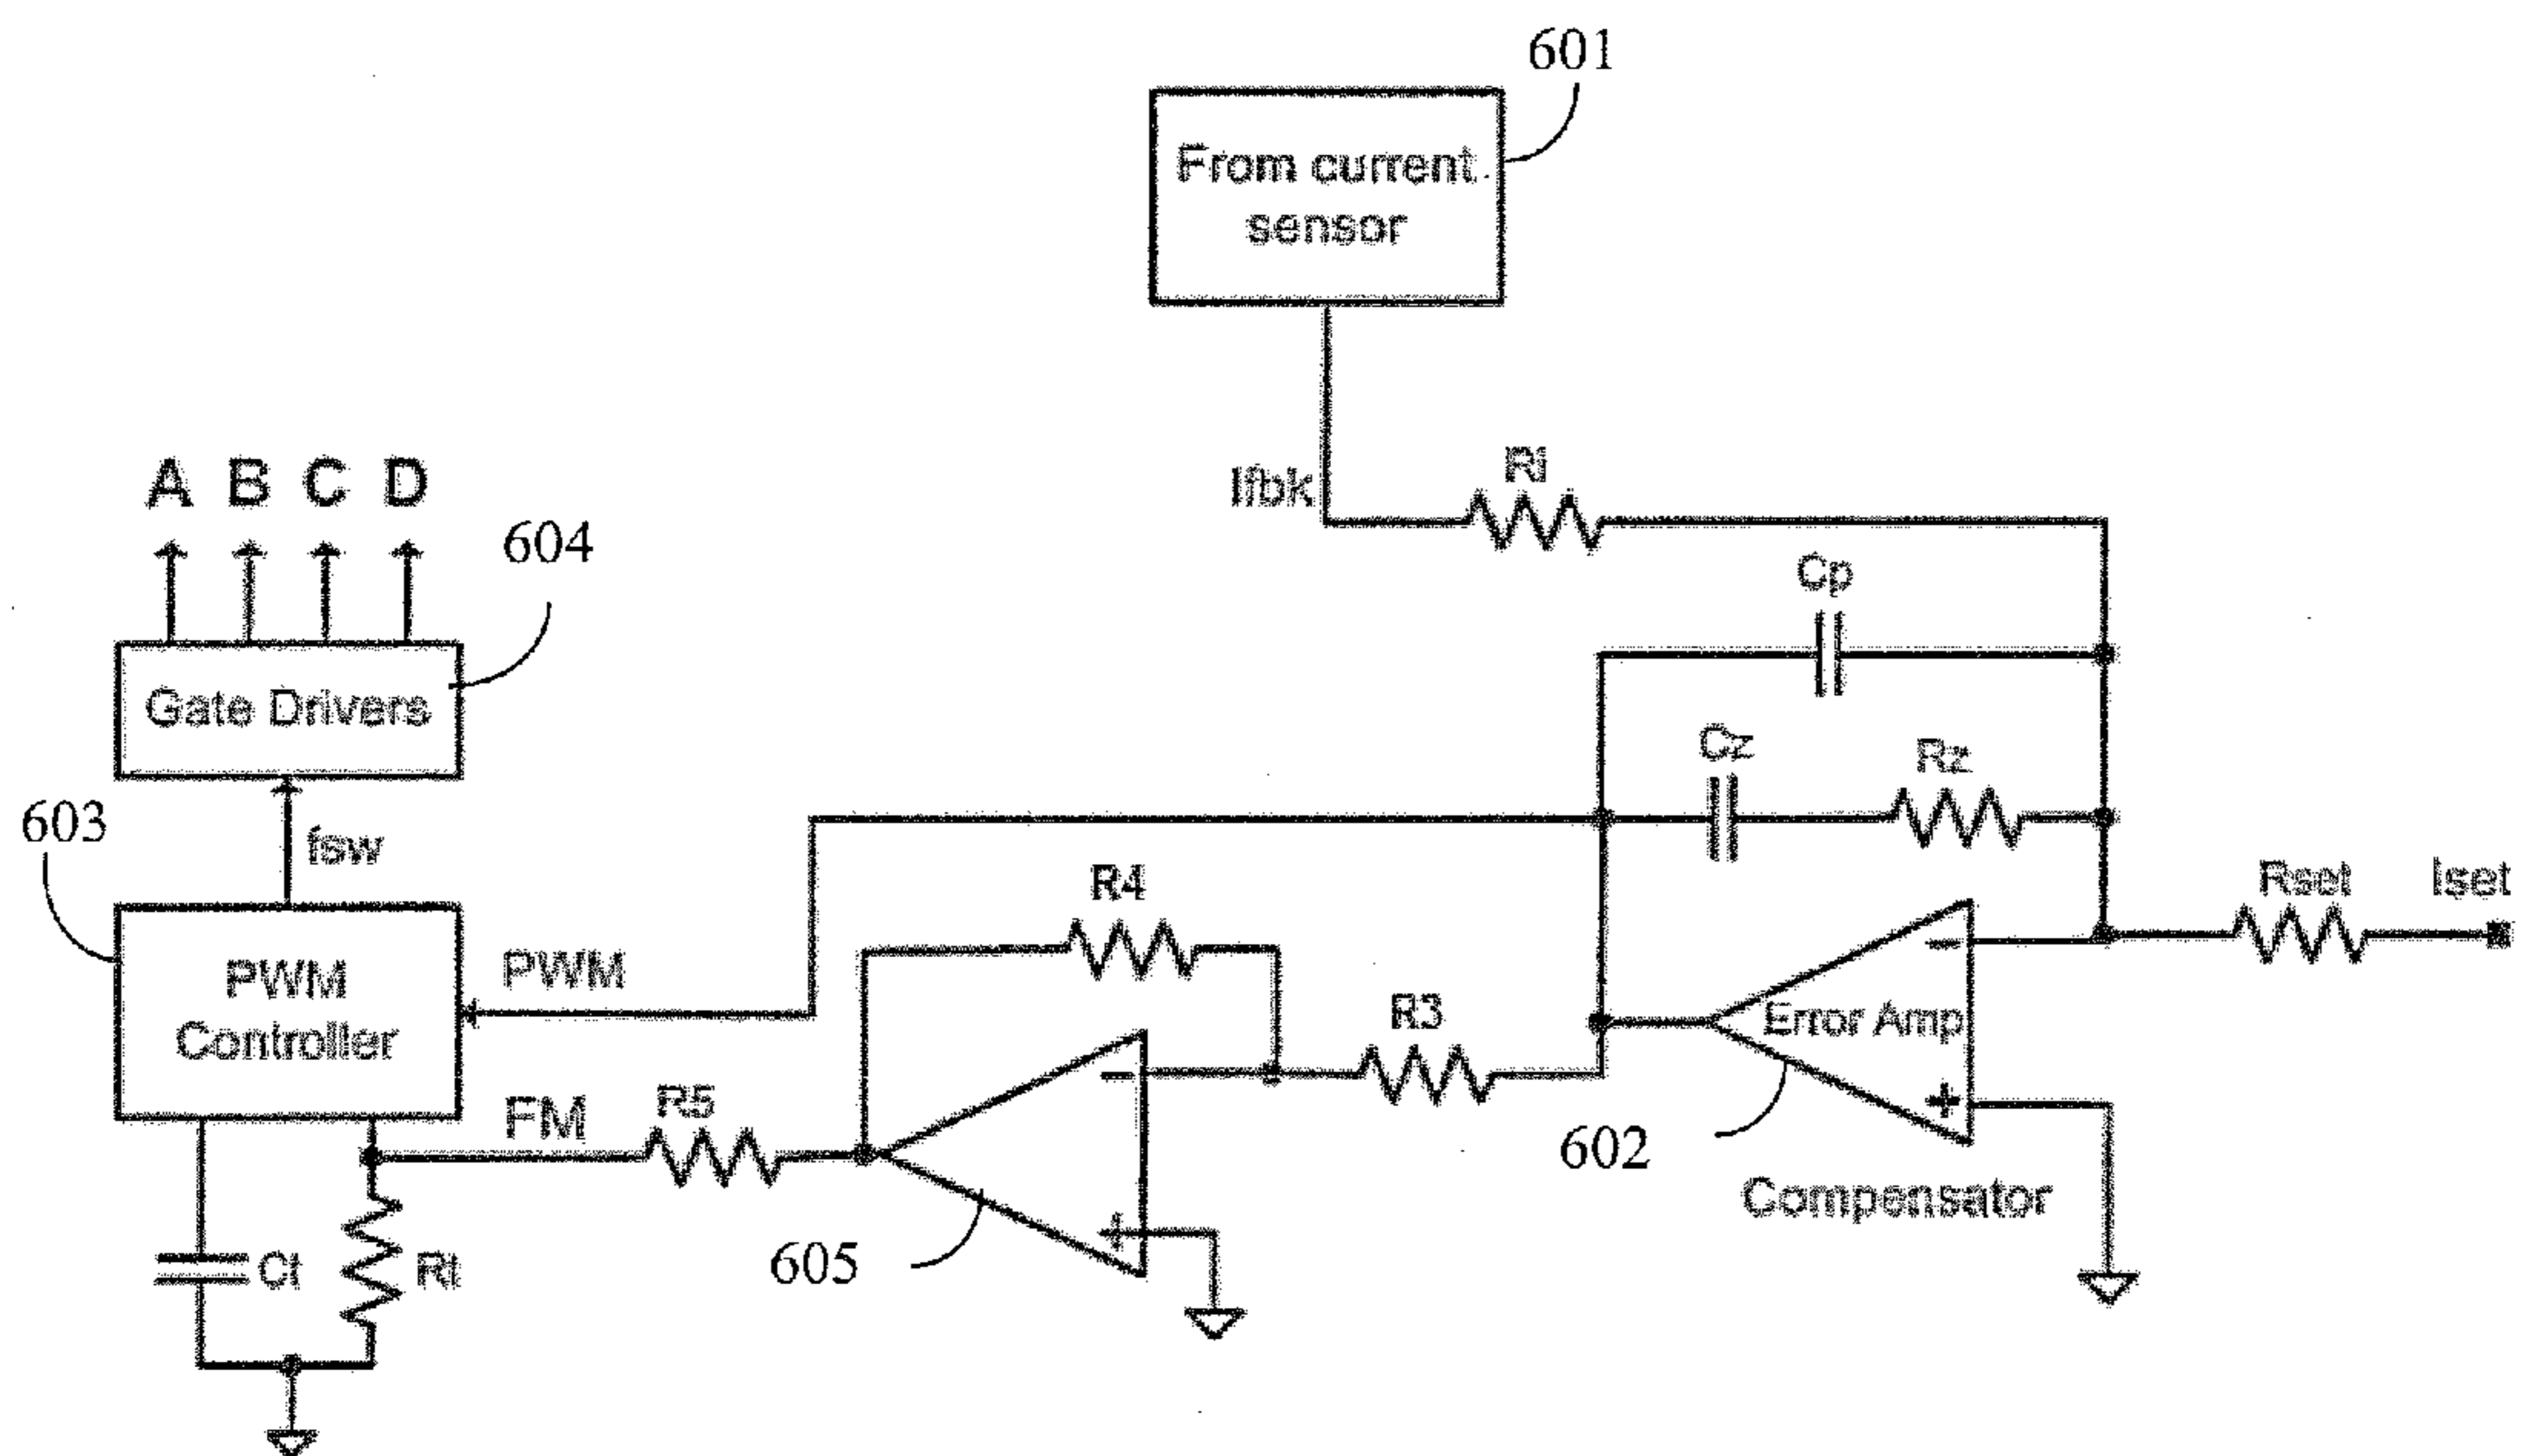 601
From current
sensor
Ifbk
Ri
Cp
A B C D
604
Gate Drivers
Cz
Rz
603
fsw
R4
Rset
Iset
PWM
Controller
PWM
R3
Error Amp
FM
R5
602
Compensator
605
Ct
Rt
−
+
−
+